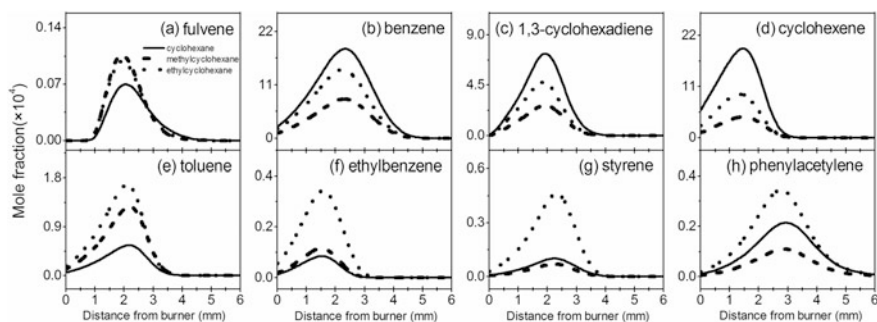 (a) fulvene
(b) benzene
(c) 1,3-cyclohexadiene
(d) cyclohexene
cyclohexane
methylcyclohexane
ethylcyclohexane
0.14
0.07
0.00
22
11
0
9.0
4.5
0.0
22
11
0
Mole fraction(×10⁻⁴)
(e) toluene
(f) ethylbenzene
(g) styrene
(h) phenylacetylene
1.8
0.9
0.0
0.4
0.2
0.0
0.6
0.3
0.0
0.4
0.2
0.0
0 1 2 3 4 5 6
0 1 2 3 4 5 6
0 1 2 3 4 5 6
0 1 2 3 4 5 6
Distance from burner (mm)
Distance from burner (mm)
Distance from burner (mm)
Distance from burner (mm)